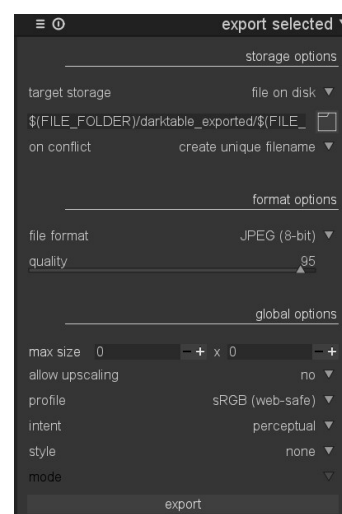 export selected
storage options
target storage file on disk
$(FILE_FOLDER)/darktable_exported/$(FILE_
on conflict create unique filename
format options
file format JPEG (8-bit)
quality 95
global options
max size 0 - + x 0 - +
allow upscaling no
profile sRGB (web-safe)
intent perceptual
style none
mode
export